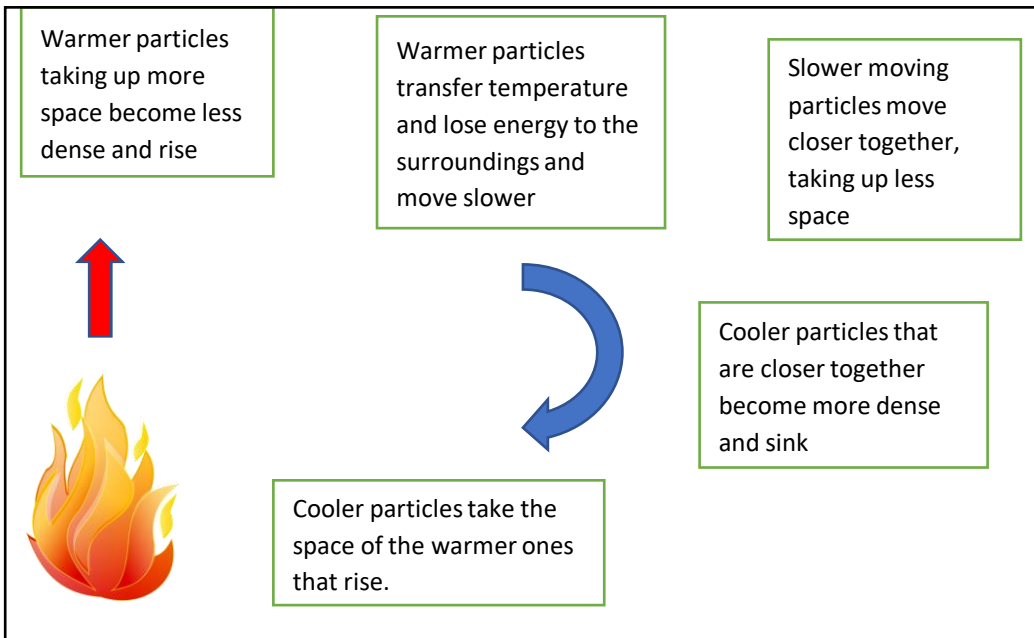 Warmer particles
taking up more
space become less
dense and rise
Warmer particles
transfer temperature
and lose energy to the
surroundings and
move slower
Slower moving
particles move
closer together,
taking up less
space
Cooler particles that
are closer together
become more dense
and sink
Cooler particles take the
space of the warmer ones
that rise.